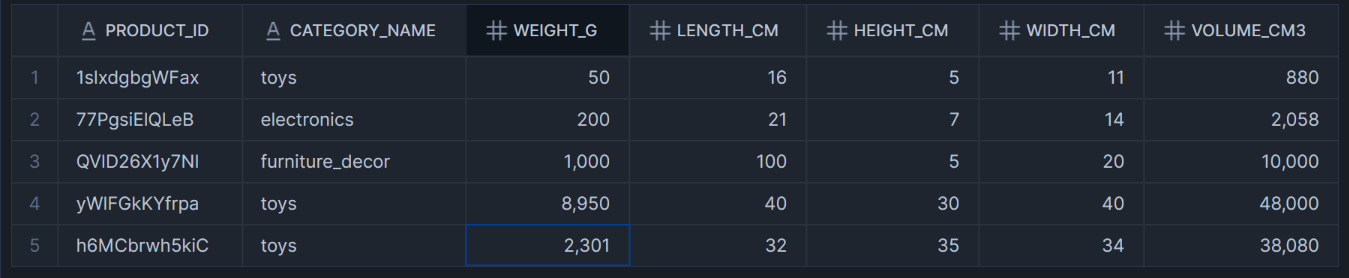 A PRODUCT_ID A CATEGORY_NAME # WEIGHT_G # LENGTH_CM # HEIGHT_CM # WIDTH_CM # VOLUME_CM3
1 1slxdgbgWFax toys 50 16 5 11 880
2 77PgsiElQLeB electronics 200 21 7 14 2,058
3 QVlD26X1y7NI furniture_decor 1,000 100 5 20 10,000
4 yWlFGkKYfrpa toys 8,950 40 30 40 48,000
5 h6MCbrwh5kiC toys 2,301 32 35 34 38,080